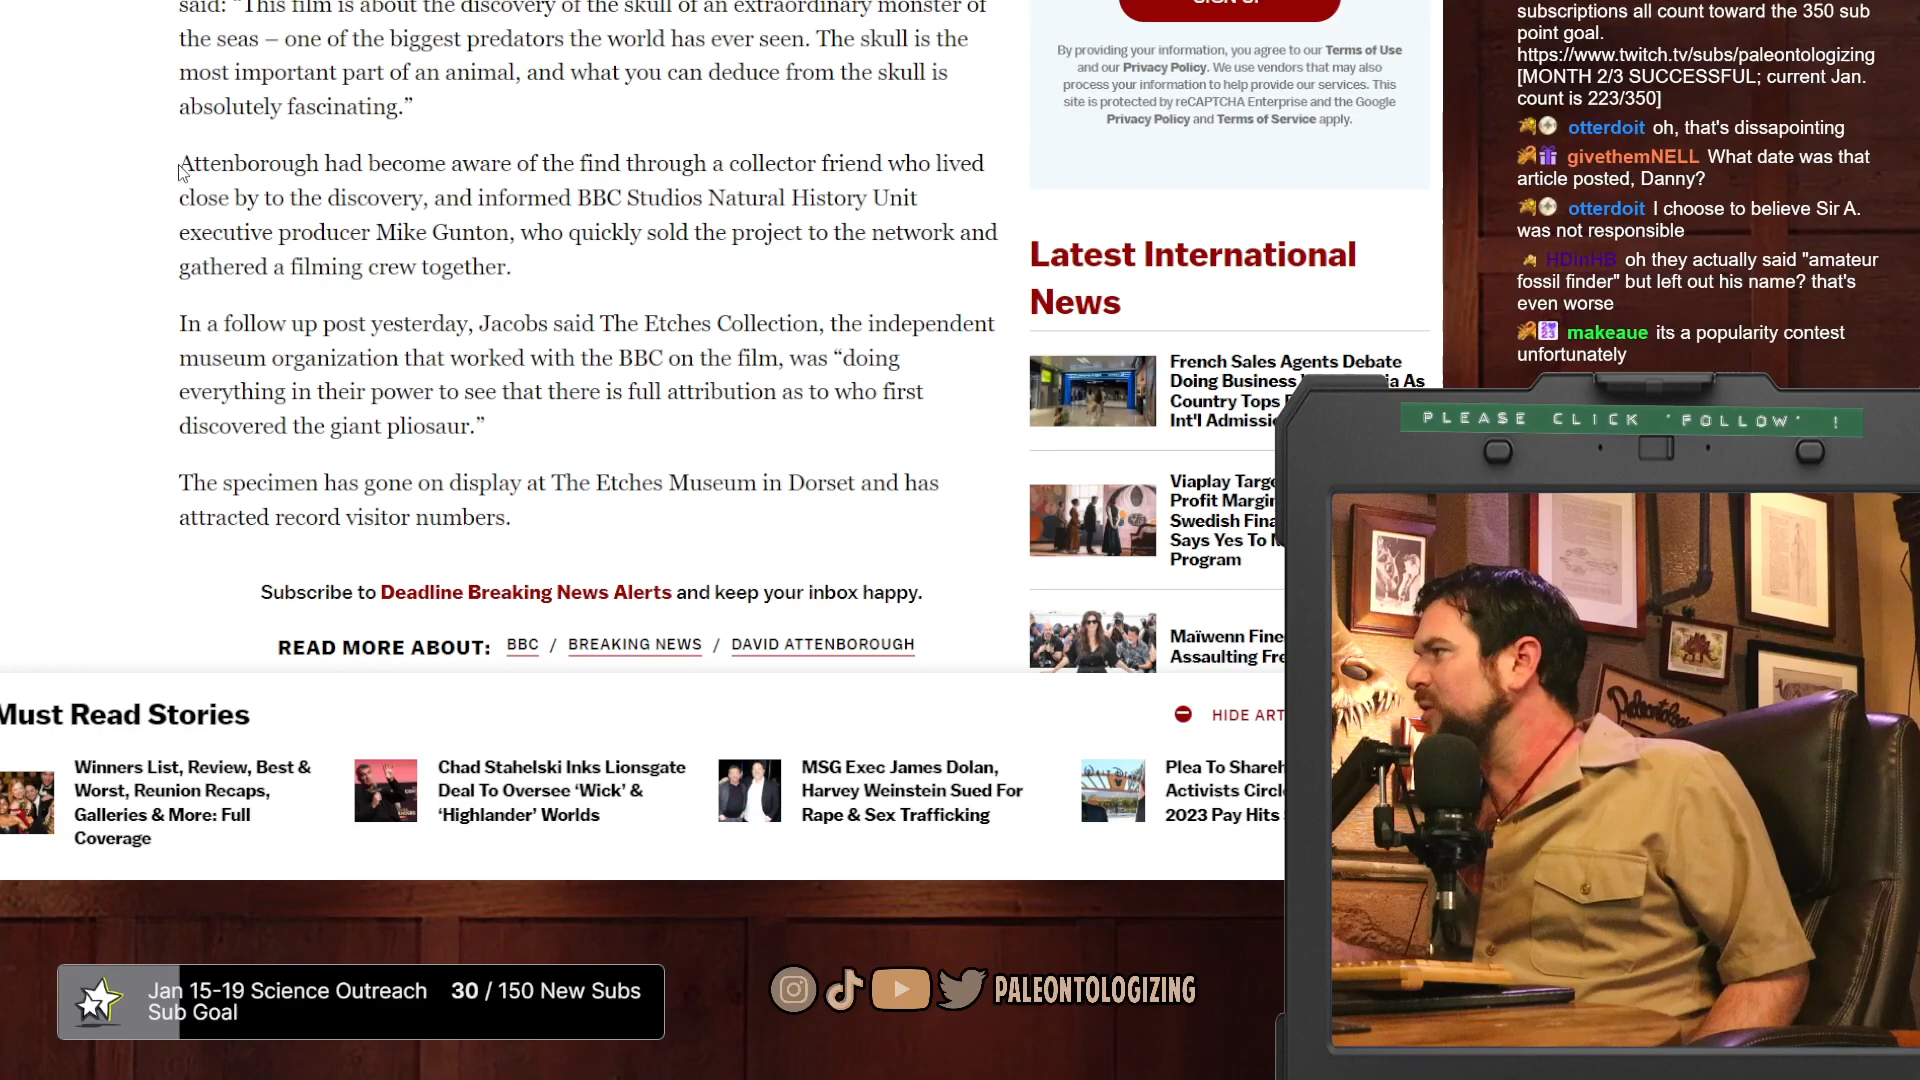 said: “This film is about the discovery of the skull of an extraordinary monster of
the seas – one of the biggest predators the world has ever seen. The skull is the
most important part of an animal, and what you can deduce from the skull is
absolutely fascinating.”
Attenborough had become aware of the find through a collector friend who lived
close by to the discovery, and informed BBC Studios Natural History Unit
executive producer Mike Gunton, who quickly sold the project to the network and
gathered a filming crew together.
In a follow up post yesterday, Jacobs said The Etches Collection, the independent
museum organization that worked with the BBC on the film, was “doing
everything in their power to see that there is full attribution as to who first
discovered the giant pliosaur.”
The specimen has gone on display at The Etches Museum in Dorset and has
attracted record visitor numbers.
Subscribe to Deadline Breaking News Alerts and keep your inbox happy.
READ MORE ABOUT: BBC / BREAKING NEWS / DAVID ATTENBOROUGH
By providing your information, you agree to our Terms of Use
and our Privacy Policy. We use vendors that may also
process your information to help provide our services. This
site is protected by reCAPTCHA Enterprise and the Google
Privacy Policy and Terms of Service apply.
Latest International
News
French Sales Agents Debate
Doing Business As
Country Tops
Int'l
Viaplay
Profit
Swedish
Says Yes To
Program
Maïwenn
Assaulting
Must Read Stories
HIDE
Winners List, Review, Best &
Worst, Reunion Recaps,
Galleries & More: Full
Coverage
Chad Stahelski Inks Lionsgate
Deal To Oversee ‘Wick’ &
‘Highlander’ Worlds
MSG Exec James Dolan,
Harvey Weinstein Sued For
Rape & Sex Trafficking
Plea To
Activists
2023 Pay Hits
subscriptions all count toward the 350 sub
point goal.
https://www.twitch.tv/subs/paleontologizing
[MONTH 2/3 SUCCESSFUL; current Jan.
count is 223/350]
otterdoit oh, that's dissapointing
givethemNELL What date was that
article posted, Danny?
otterdoit I choose to believe Sir A.
was not responsible
HDinHB oh they actually said "amateur
fossil finder" but left out his name? that's
even worse
makeaue its a popularity contest
unfortunately
PLEASE CLICK 'FOLLOW' !
Jan 15-19 Science Outreach 30 / 150 New Subs
Sub Goal
PALEONTOLOGIZING